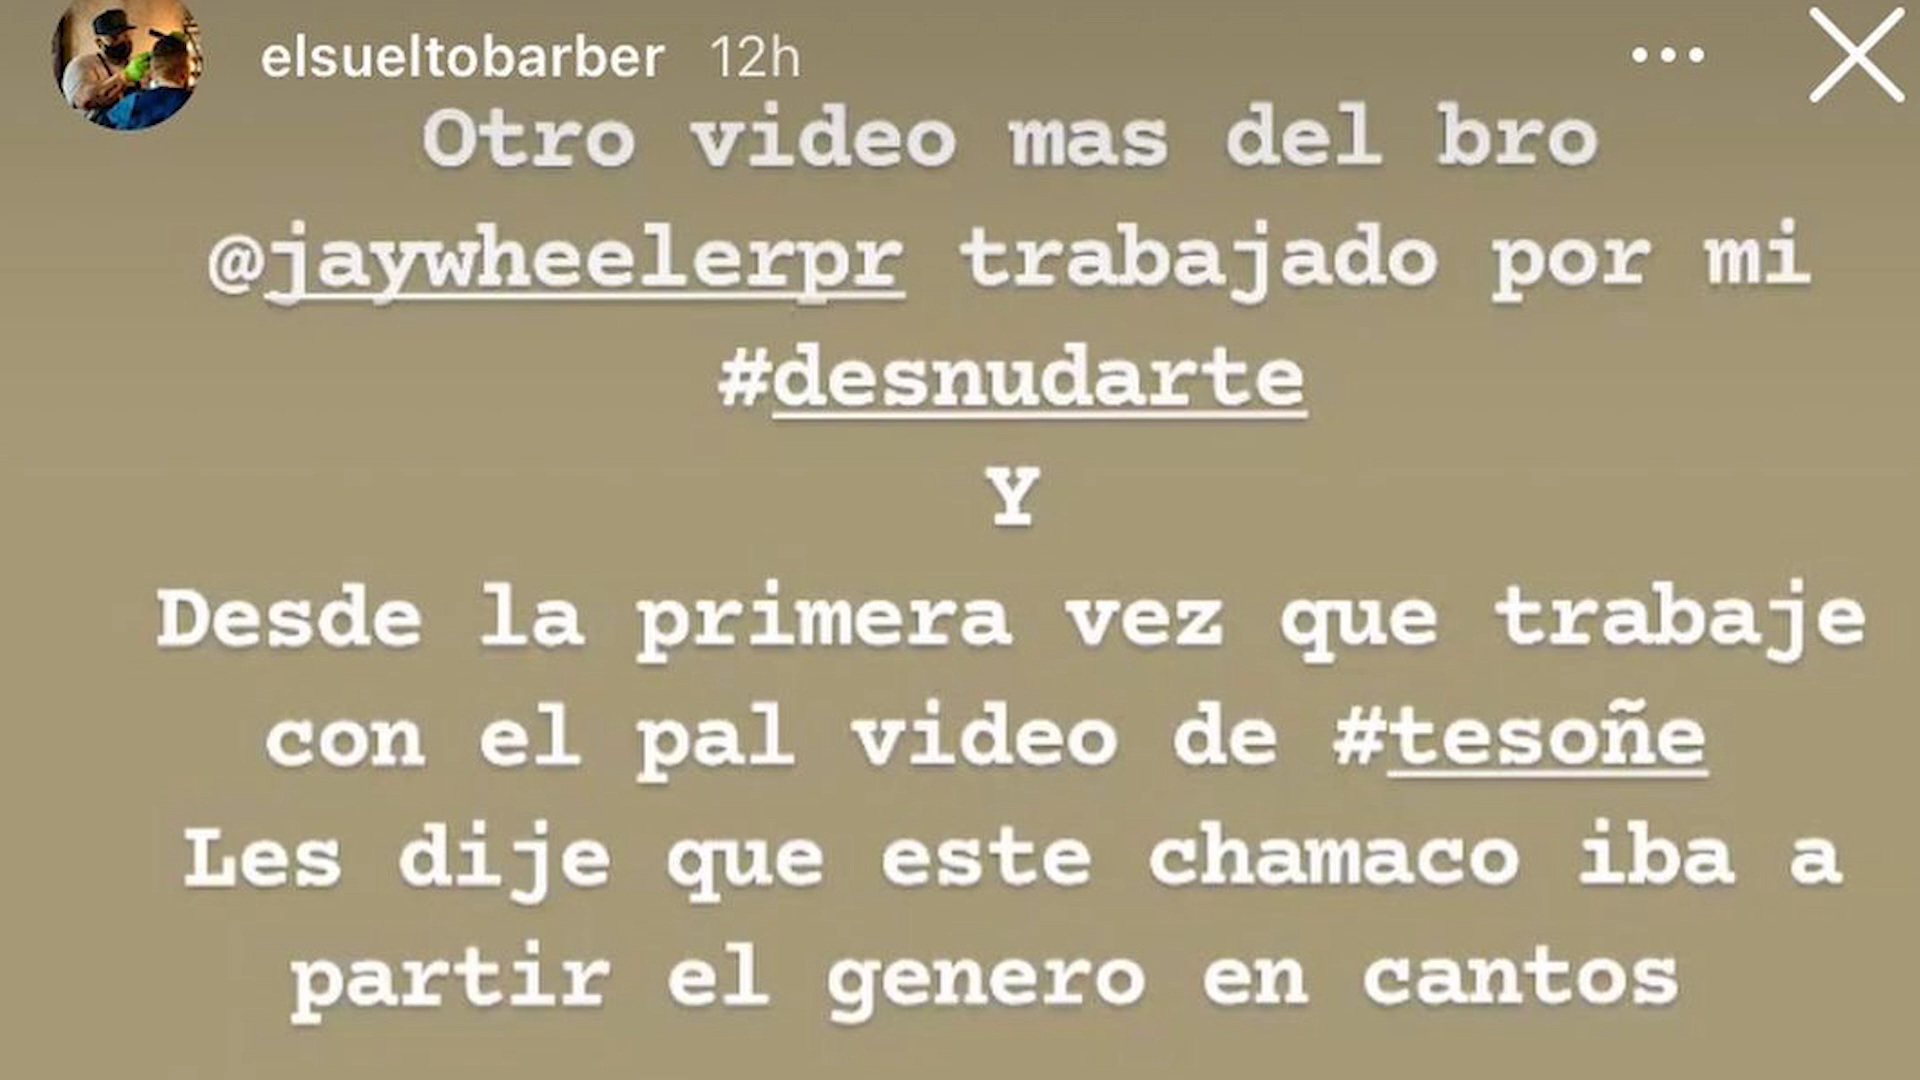 elsueltobarber 12h
Otro video mas del bro
@jaywheelerpr trabajado por mi
#desnudarte
Y
Desde la primera vez que trabaje
con el pal video de #tesoñe
Les dije que este chamaco iba a
partir el genero en cantos